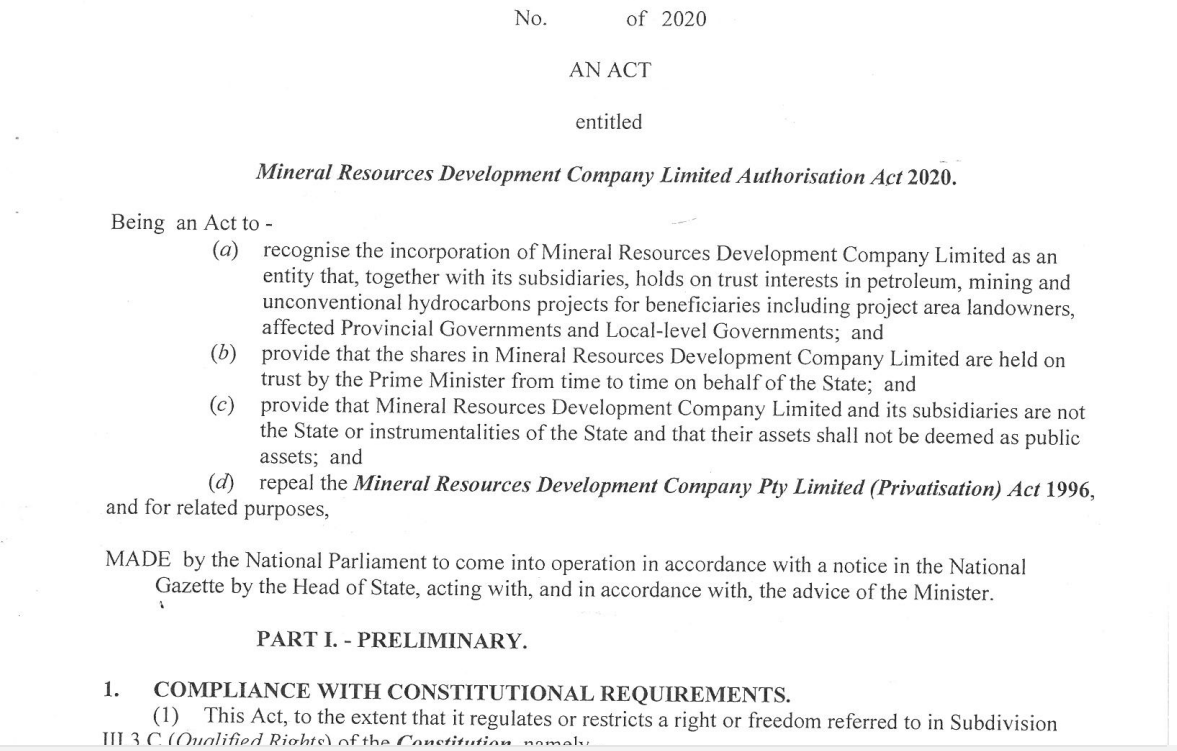 No. of 2020
AN ACT
entitled
Mineral Resources Development Company Limited Authorisation Act 2020.
Being an Act to -
(a) recognise the incorporation of Mineral Resources Development Company Limited as an
entity that, together with its subsidiaries, holds on trust interests in petroleum, mining and
unconventional hydrocarbons projects for beneficiaries including project area landowners,
affected Provincial Governments and Local-level Governments; and
(b) provide that the shares in Mineral Resources Development Company Limited are held on
trust by the Prime Minister from time to time on behalf of the State; and
(c) provide that Mineral Resources Development Company Limited and its subsidiaries are not
the State or instrumentalities of the State and that their assets shall not be deemed as public
assets; and
(d) repeal the Mineral Resources Development Company Pty Limited (Privatisation) Act 1996,
and for related purposes,
MADE by the National Parliament to come into operation in accordance with a notice in the National
Gazette by the Head of State, acting with, and in accordance with, the advice of the Minister.
PART I. - PRELIMINARY.
1. COMPLIANCE WITH CONSTITUTIONAL REQUIREMENTS.
(1) This Act, to the extent that it regulates or restricts a right or freedom referred to in Subdivision
III.3.C (Qualified Rights) of the Constitution, namely